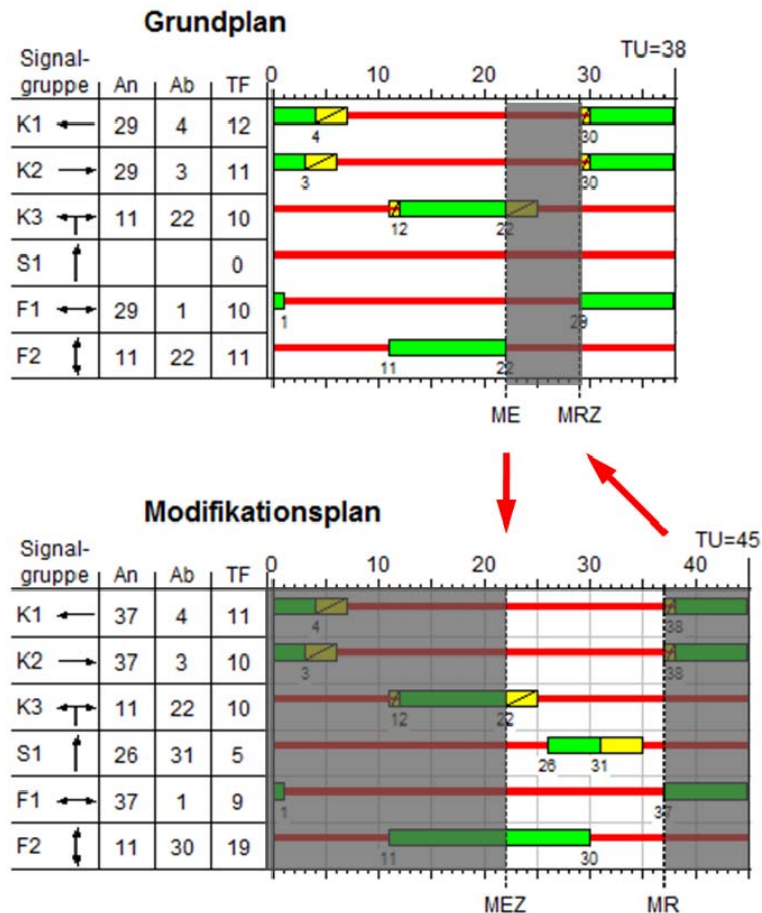 Grundplan
Signal-
gruppe An Ab TF
TU=38
0 10 20 30
K1 29 4 12
4 30
K2 29 3 11
3 30
K3 11 22 10
12 22
S1 0
F1 29 1 10
1 29
F2 11 22 11
11 22
ME MRZ
Modifikationsplan
Signal-
gruppe An Ab TF
TU=45
0 10 20 30 40
K1 37 4 11
4 38
K2 37 3 10
3 38
K3 11 22 10
12 22
S1 26 31 5
26 31
F1 37 1 9
1 37
F2 11 30 19
11 30
MEZ MR